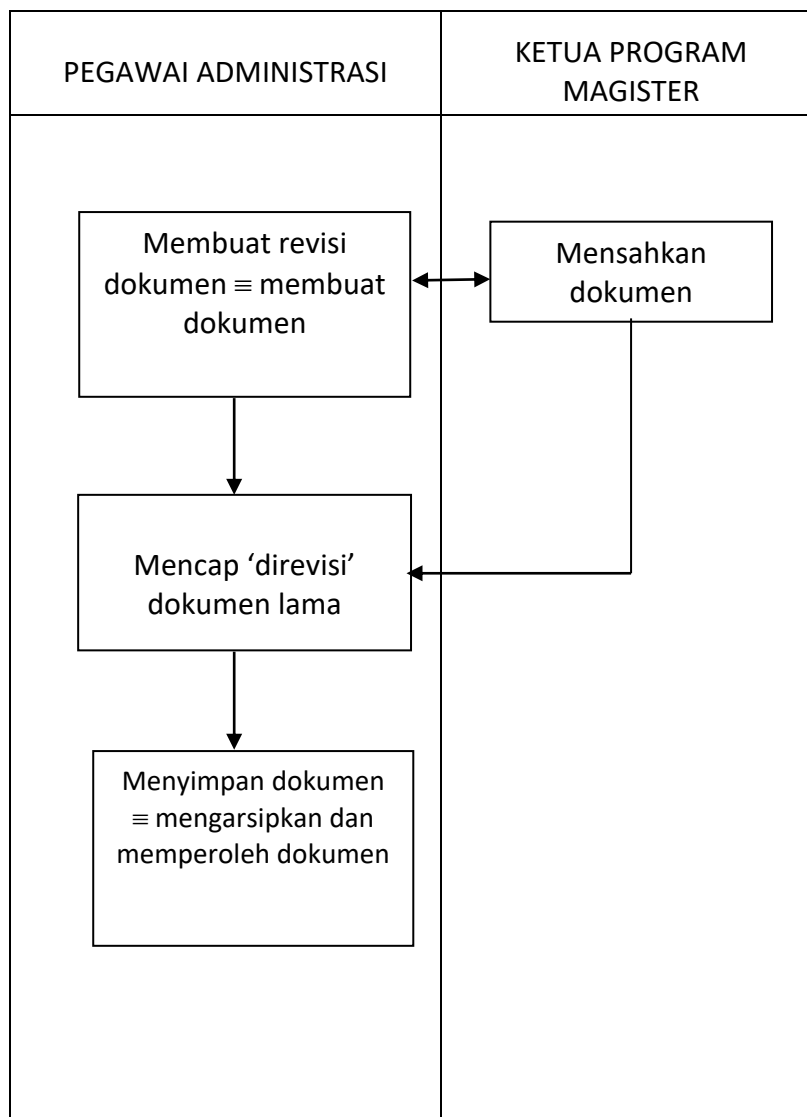 PEGAWAI ADMINISTRASI
KETUA PROGRAM
MAGISTER
Membuat revisi
dokumen ≡ membuat
dokumen
Mensahkan
dokumen
Mencap ‘direvisi’
dokumen lama
Menyimpan dokumen
≡ mengarsipkan dan
memperoleh dokumen